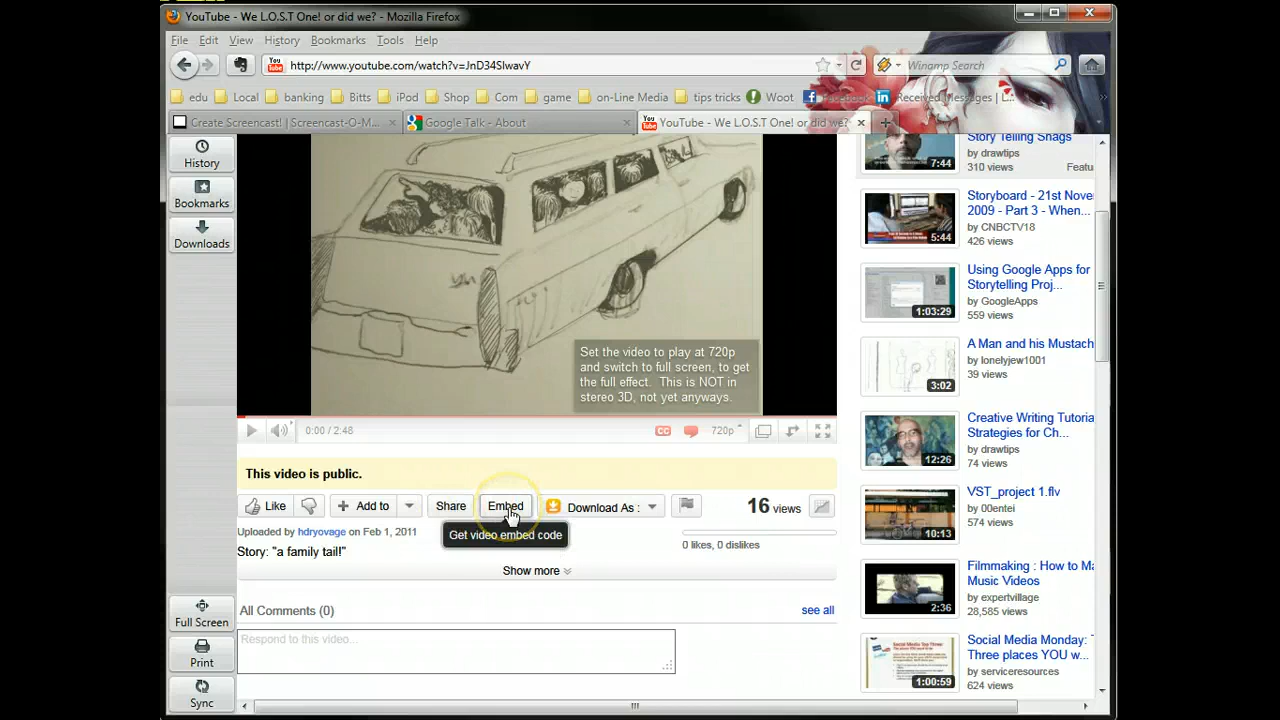 YouTube - We L.O.S.T One! or did we? - Mozilla Firefox
File Edit View History Bookmarks Tools Help
http://www.youtube.com/watch?v=JnD34SlwavY
Winamp Search
edu Local banking Bitts iPod Shop Com game on-Line Media tips tricks Woot Facebook Received Messages | L...
Create Screencast! | Screencast-O-M...
Google Talk - About
YouTube - We L.O.S.T One! or did we?
History
Bookmarks
Downloads
Set the video to play at 720p
and switch to full screen, to get
the full effect. This is NOT in
stereo 3D, not yet anyways.
0:00 / 2:48
CC
720p
This video is public.
Like
Add to
Share
Embed
Download As :
16 views
Uploaded by hdryovage on Feb 1, 2011
Get video embed code
0 likes, 0 dislikes
Story: "a family tail!"
Show more
All Comments (0)
see all
Respond to this video...
Full Screen
Print
Sync
Story Telling Snags
by drawtips
310 views Featu
7:44
Storyboard - 21st Nove
2009 - Part 3 - When...
by CNBCTV18
426 views
5:44
Using Google Apps for
Storytelling Proj...
by GoogleApps
559 views
1:03:29
A Man and his Mustach
by lonelyjew1001
39 views
3:02
Creative Writing Tutoria
Strategies for Ch...
by drawtips
74 views
12:26
VST_project 1.flv
by 00entei
574 views
10:13
Filmmaking : How to Ma
Music Videos
by expertvillage
28,585 views
2:36
Social Media Monday:
Three places YOU w...
by serviceresources
624 views
1:00:59